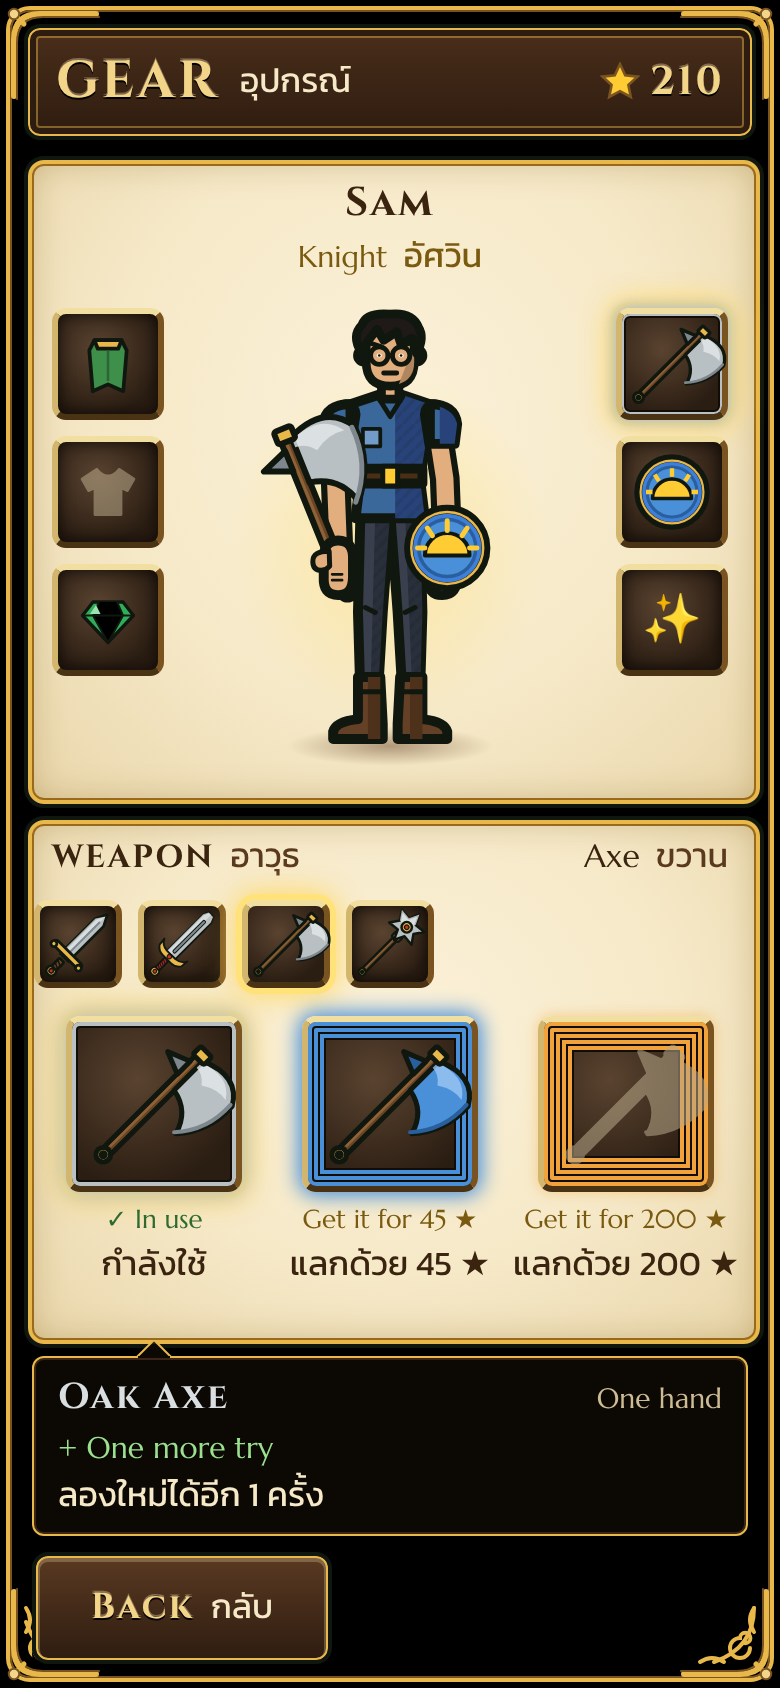 GEAR อุปกรณ์ 210
SAM
Knight อัศวิน
WEAPON อาวุธ Axe ขวาน
✓ In use
กำลังใช้
Get it for 45 ★
แลกด้วย 45 ★
Get it for 200 ★
แลกด้วย 200 ★
OAK AXE One hand
+ One more try
ลองใหม่ได้อีก 1 ครั้ง
BACK กลับ